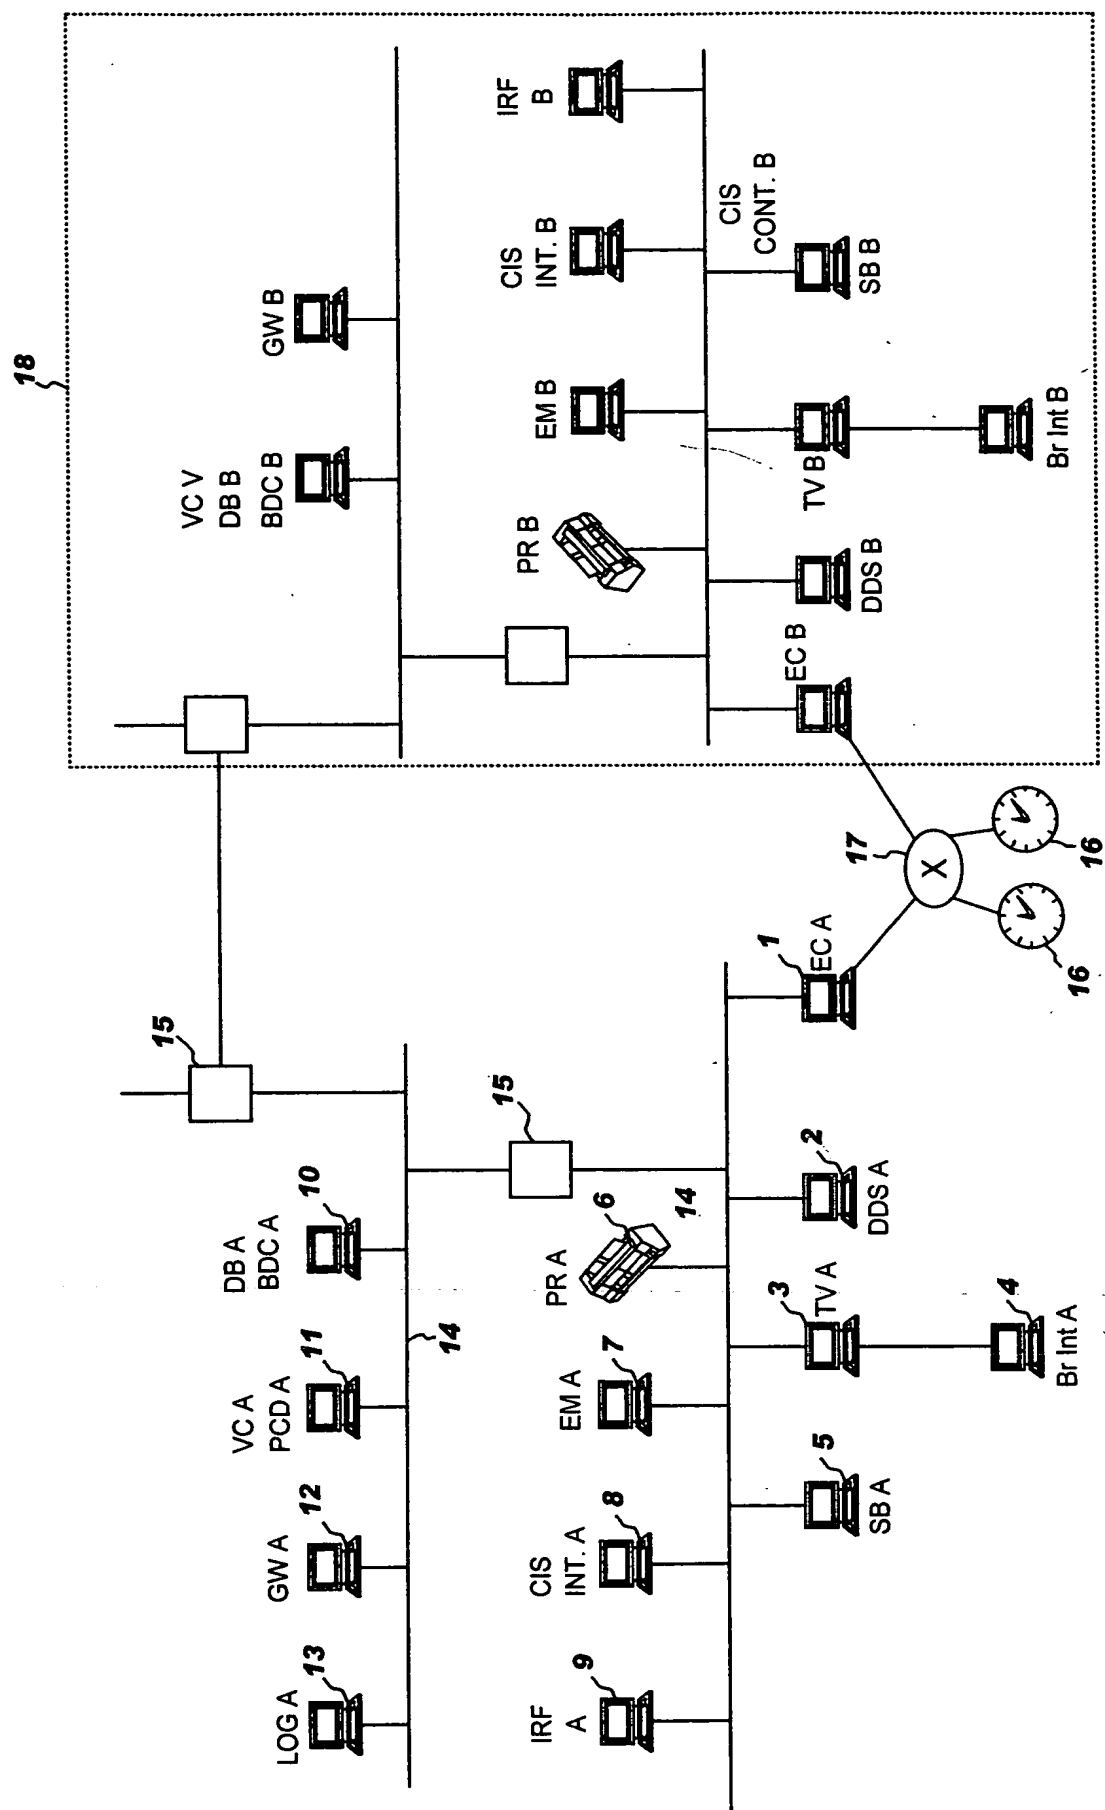 18
VC V
DB B
BDC B
GW B
PR B
EM B
CIS
INT. B
IRF
B
EC B
DDS B
TV B
Br Int B
CIS
CONT. B
SB B
15
LOG A
13
GW A
12
VC A
PCD A
11
DB A
BDC A
10
14
15
IRF
A
9
CIS
INT. A
8
EM A
7
PR A
6
14
SB A
5
TV A
3
Br Int A
4
DDS A
2
EC A
1
X
17
16
16